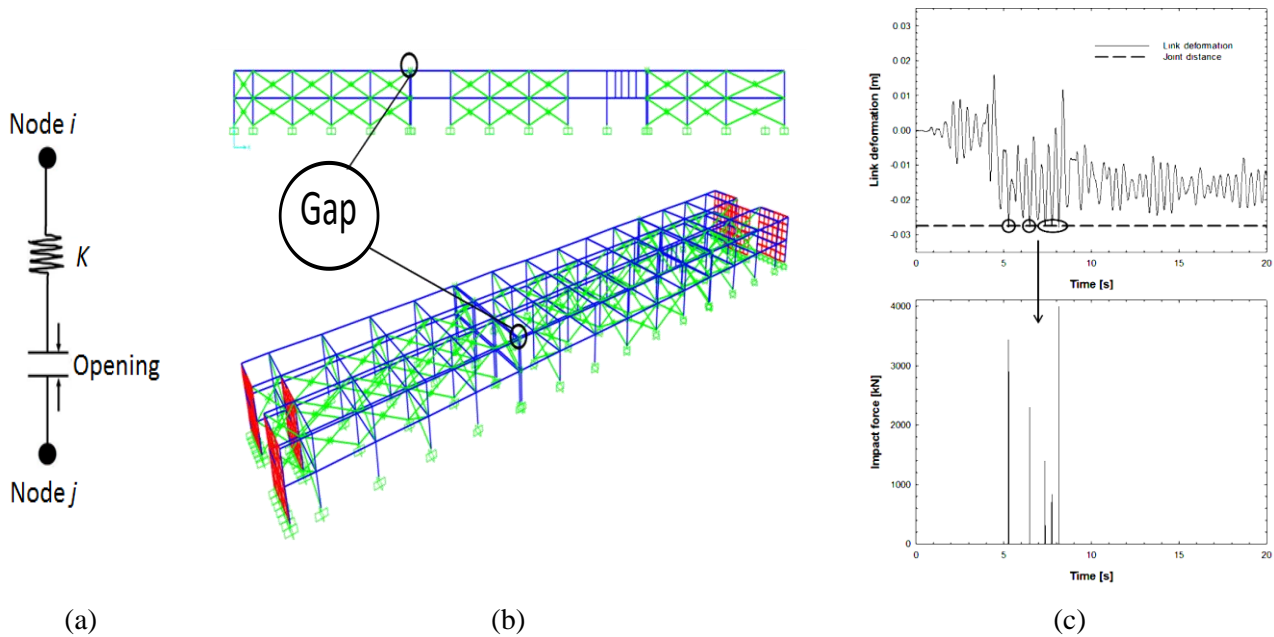 Node i
K
Opening
Node j
(a)
Gap
(b)
0 03
0 02
0 01
0 00
-0 01
-0 02
-0 03
Link deformation [m]
Link deformation
Joint distance
0
5
10
15
20
Time [s]
4000
3000
2000
1000
0
Impact force [kN]
0
5
10
15
20
Time [s]
(c)